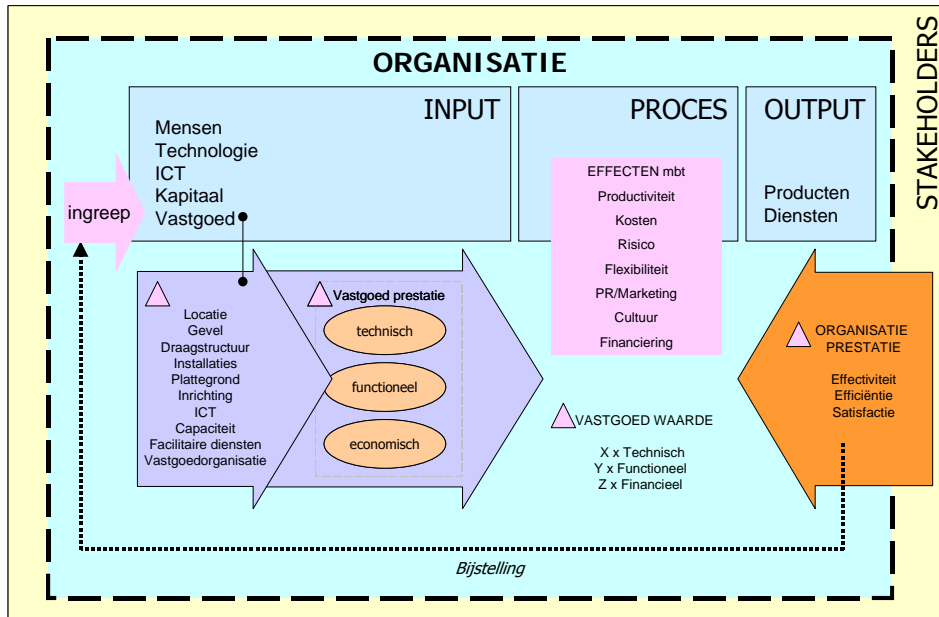 STAKEHOLDERS
ORGANISATIE
INPUT
Mensen
Technologie
ICT
Kapitaal
Vastgoed
ingreep
PROCES
EFFECTEN mbt
Productiviteit
Kosten
Risico
Flexibiliteit
PR/Marketing
Cultuur
Financiering
OUTPUT
Producten
Diensten
Locatie
Gevel
Draagstructuur
Installaties
Plattegrond
Inrichting
ICT
Capaciteit
Facilitaire diensten
Vastgoedorganisatie
Vastgoed prestatie
technisch
functioneel
economisch
VASTGOED WAARDE
X x Technisch
Y x Functioneel
Z x Financieel
ORGANISATIE
PRESTATIE
Effectiviteit
Efficiëntie
Satisfactie
Bijstelling